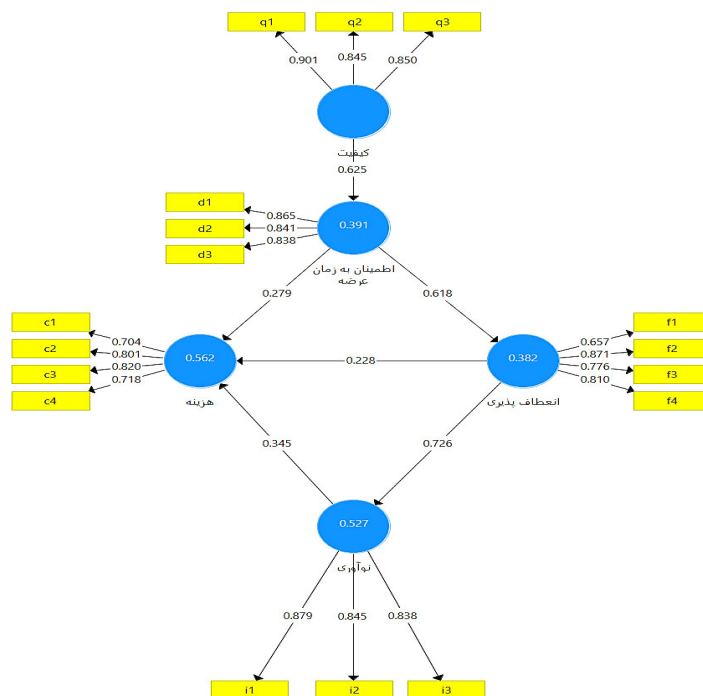 q1 q2 q3
0.901 0.845 0.850
کیفیت
0.625
d1
d2
d3
0.865
0.841
0.838
0.391
اطمینان به زمان
عرضه
0.279 0.618
c1
c2
c3
c4
0.704
0.801
0.820
0.718
0.562
هزینه
0.228
0.382
انعطاف پذیری
0.657
0.871
0.776
0.810
f1
f2
f3
f4
0.345 0.726
0.527
نوآوری
0.879 0.845 0.838
i1 i2 i3